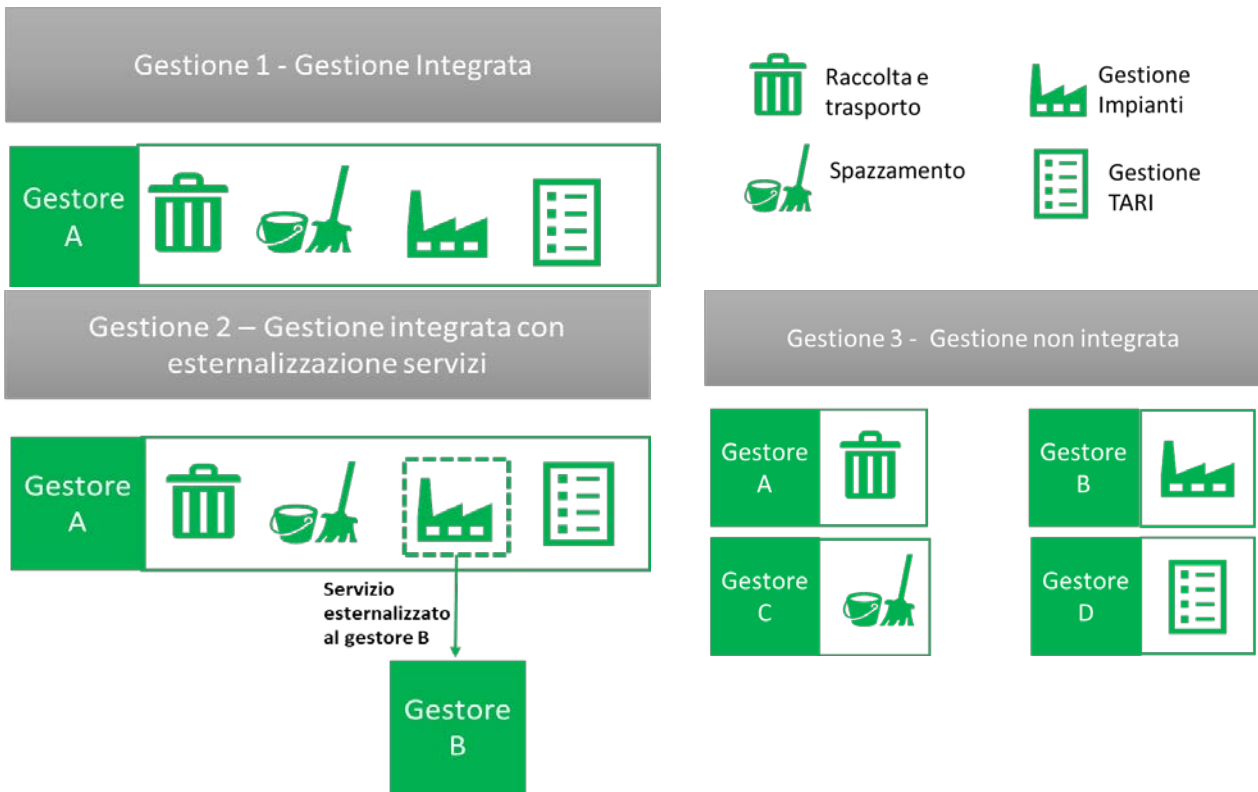 Gestione 1 - Gestione Integrata
Raccolta e
trasporto
Gestione
Impianti
Gestore
A
Spazzamento
Gestione
TARI
Gestione 2 – Gestione integrata con
esternalizzazione servizi
Gestione 3 - Gestione non integrata
Gestore
A
Servizio
esternalizzato
al gestore B
Gestore
B
Gestore
A
Gestore
B
Gestore
C
Gestore
D